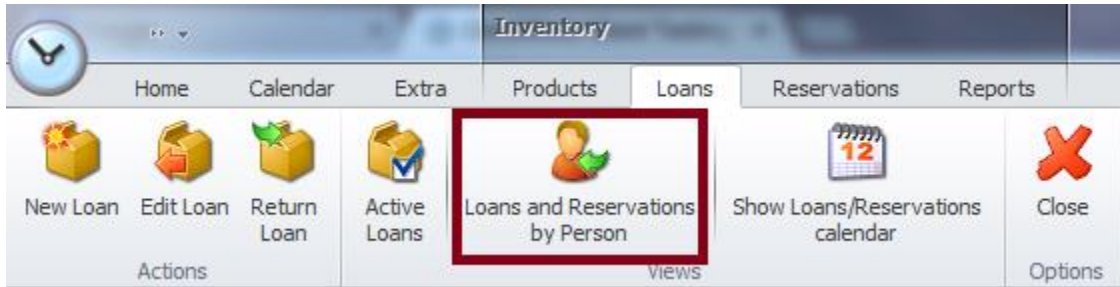 Inventory
Home Calendar Extra Products Loans Reservations Reports
12
New Loan Edit Loan Return Active Loans and Reservations Show Loans/Reservations Close
Loan Loans by Person calendar
Actions Views Options